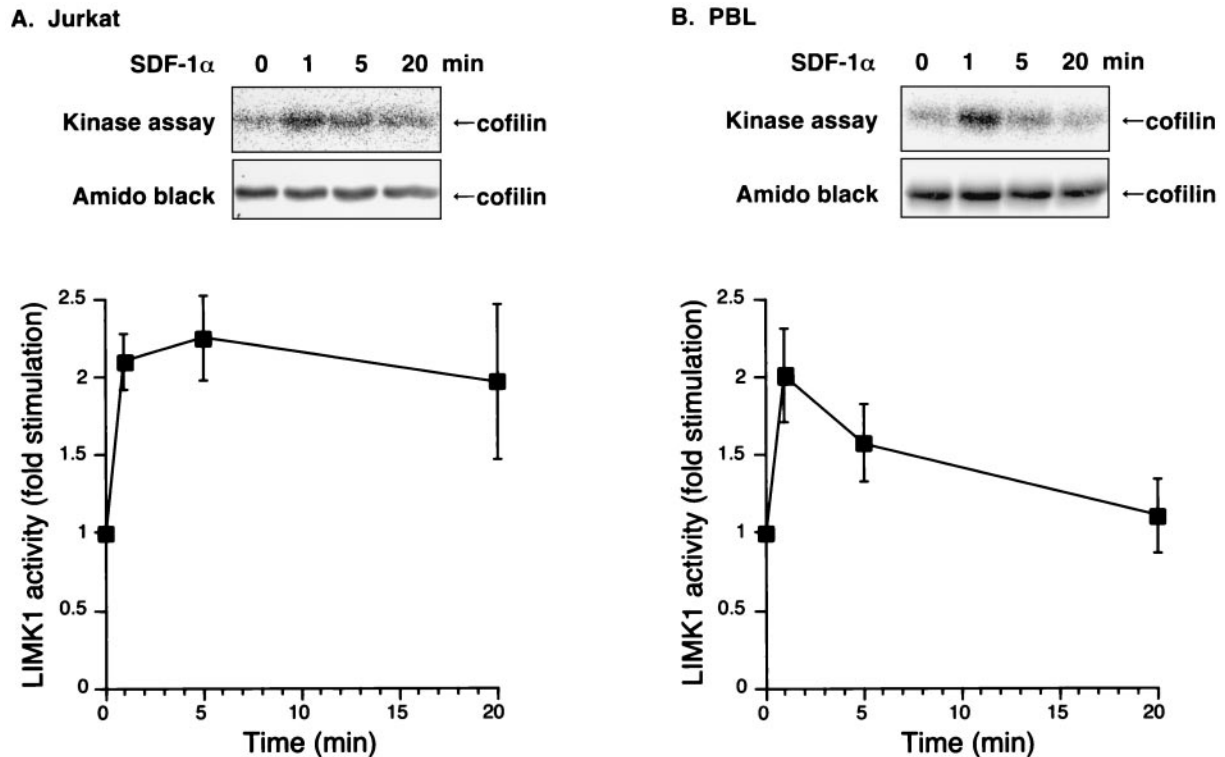 A. Jurkat
SDF-1α 0 1 5 20 min
Kinase assay ←cofilin
Amido black ←cofilin
LIMK1 activity (fold stimulation)
2.5
2
1.5
1
0.5
0
0 5 10 15 20
Time (min)
B. PBL
SDF-1α 0 1 5 20 min
Kinase assay ←cofilin
Amido black ←cofilin
LIMK1 activity (fold stimulation)
2.5
2
1.5
1
0.5
0
0 5 10 15 20
Time (min)